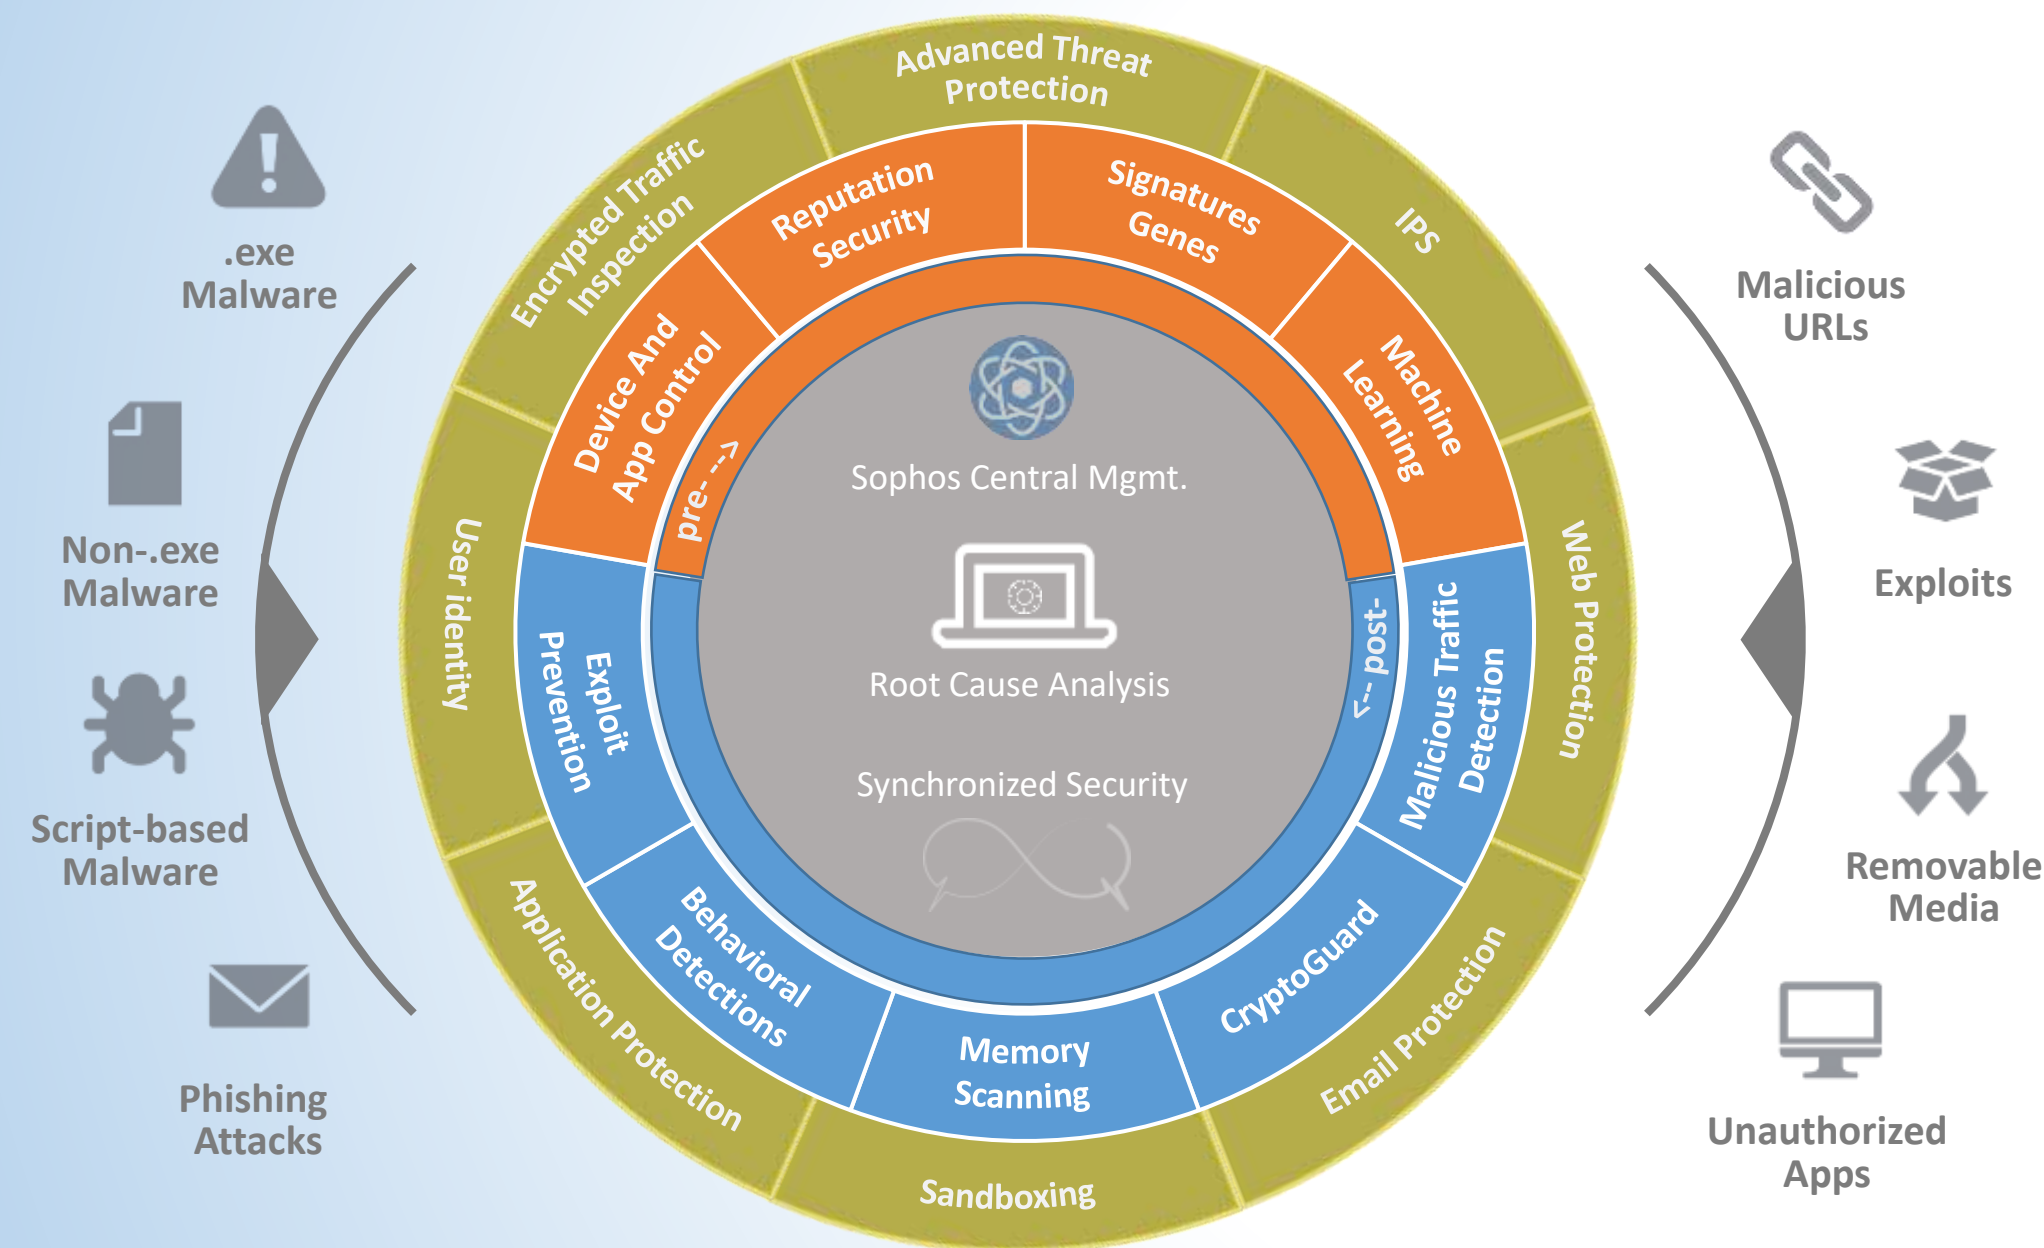 .exe
Malware
Non-.exe
Malware
Script-based
Malware
Phishing
Attacks
Advanced Threat
Protection
IPS
Web Protection
Email Protection
Sandboxing
Application Protection
User identity
Encrypted Traffic
Inspection
Reputation
Security
Signatures
Genes
Machine
Learning
Malicious Traffic
Detection
CryptoGuard
Memory
Scanning
Behavioral
Detections
Exploit
Prevention
Device And
App Control
pre- -->
<-- post-
Sophos Central Mgmt.
Root Cause Analysis
Synchronized Security
Malicious
URLs
Exploits
Removable
Media
Unauthorized
Apps